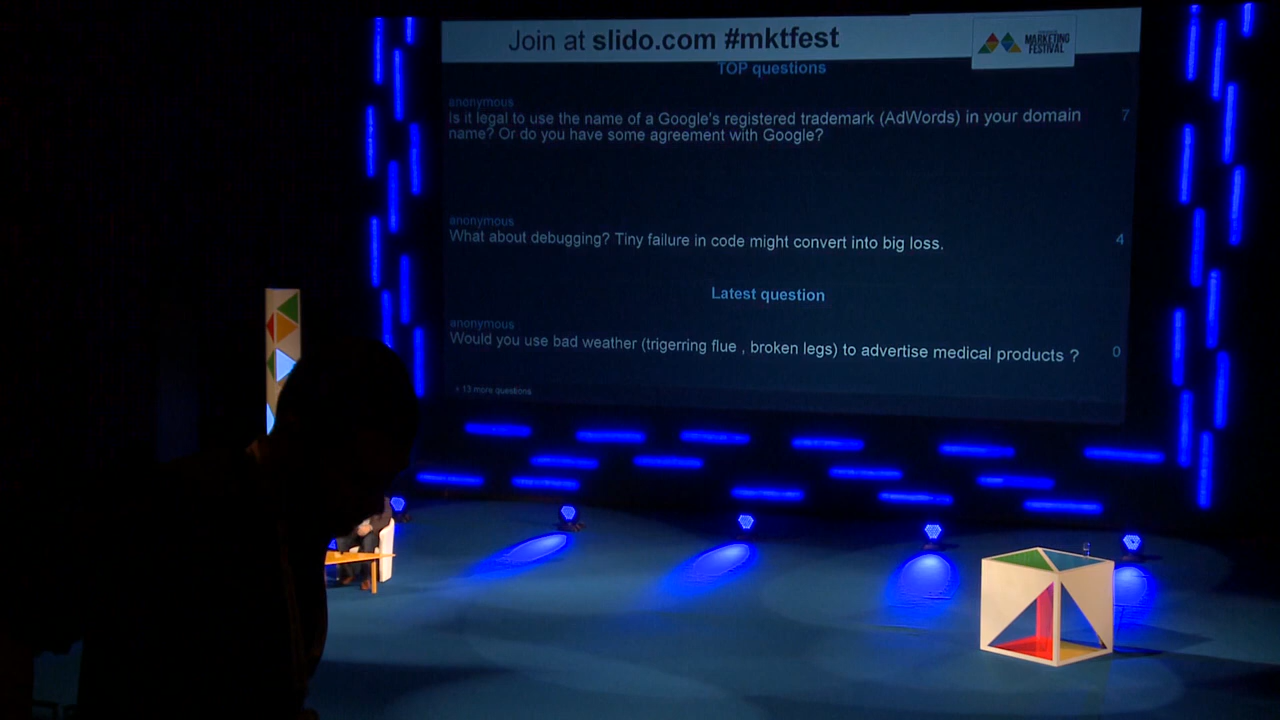 Join at slido.com #mktfest
MARKETING
FESTIVAL
TOP questions
anonymous
Is it legal to use the name of a Google's registered trademark (AdWords) in your domain
name? Or do you have some agreement with Google?
7
anonymous
What about debugging? Tiny failure in code might convert into big loss.
4
Latest question
anonymous
Would you use bad weather (trigerring flue , broken legs) to advertise medical products ?
0
+ 13 more questions